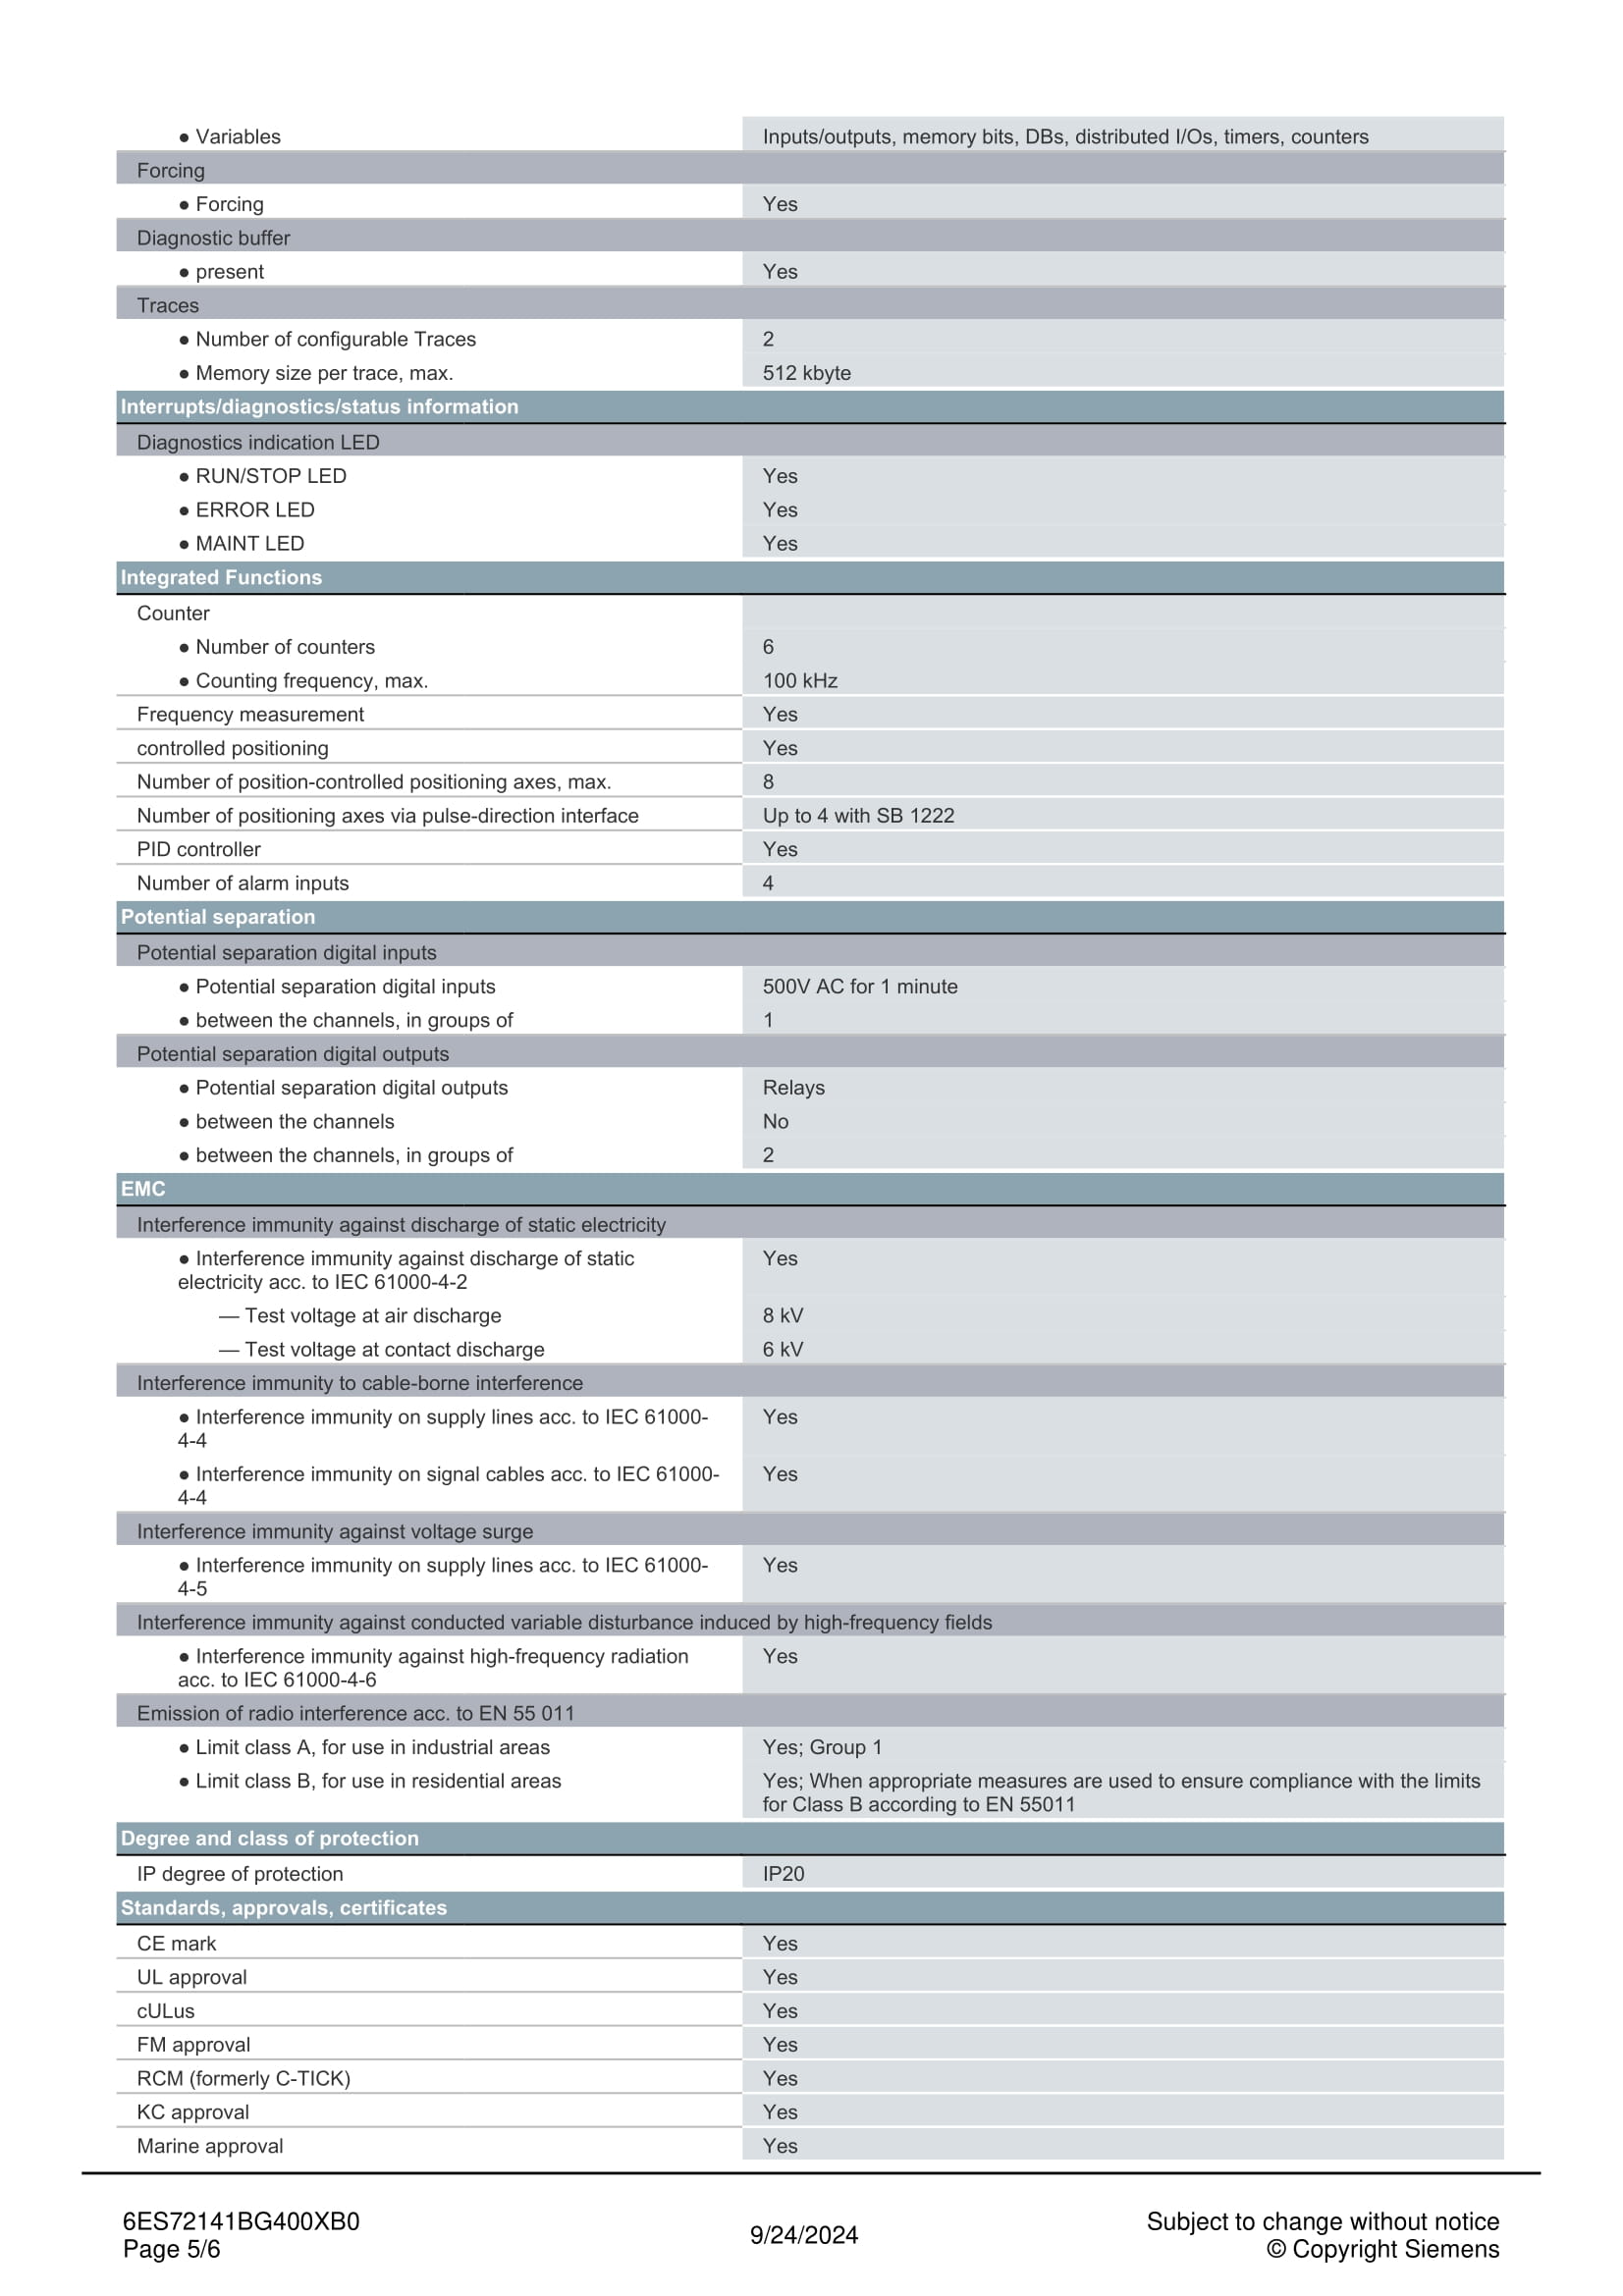 ● Variables Inputs/outputs, memory bits, DBs, distributed I/Os, timers, counters
Forcing
● Forcing Yes
Diagnostic buffer
● present Yes
Traces
● Number of configurable Traces 2
● Memory size per trace, max. 512 kbyte
Interrupts/diagnostics/status information
Diagnostics indication LED
● RUN/STOP LED Yes
● ERROR LED Yes
● MAINT LED Yes
Integrated Functions
Counter
● Number of counters 6
● Counting frequency, max. 100 kHz
Frequency measurement Yes
controlled positioning Yes
Number of position-controlled positioning axes, max. 8
Number of positioning axes via pulse-direction interface Up to 4 with SB 1222
PID controller Yes
Number of alarm inputs 4
Potential separation
Potential separation digital inputs
● Potential separation digital inputs 500V AC for 1 minute
● between the channels, in groups of 1
Potential separation digital outputs
● Potential separation digital outputs Relays
● between the channels No
● between the channels, in groups of 2
EMC
Interference immunity against discharge of static electricity
● Interference immunity against discharge of static Yes
electricity acc. to IEC 61000-4-2
— Test voltage at air discharge 8 kV
— Test voltage at contact discharge 6 kV
Interference immunity to cable-borne interference
● Interference immunity on supply lines acc. to IEC 61000- Yes
4-4
● Interference immunity on signal cables acc. to IEC 61000- Yes
4-4
Interference immunity against voltage surge
● Interference immunity on supply lines acc. to IEC 61000- Yes
4-5
Interference immunity against conducted variable disturbance induced by high-frequency fields
● Interference immunity against high-frequency radiation Yes
acc. to IEC 61000-4-6
Emission of radio interference acc. to EN 55 011
● Limit class A, for use in industrial areas Yes; Group 1
● Limit class B, for use in residential areas Yes; When appropriate measures are used to ensure compliance with the limits
for Class B according to EN 55011
Degree and class of protection
IP degree of protection IP20
Standards, approvals, certificates
CE mark Yes
UL approval Yes
cULus Yes
FM approval Yes
RCM (formerly C-TICK) Yes
KC approval Yes
Marine approval Yes
6ES72141BG400XB0
Page 5/6
9/24/2024
Subject to change without notice
© Copyright Siemens